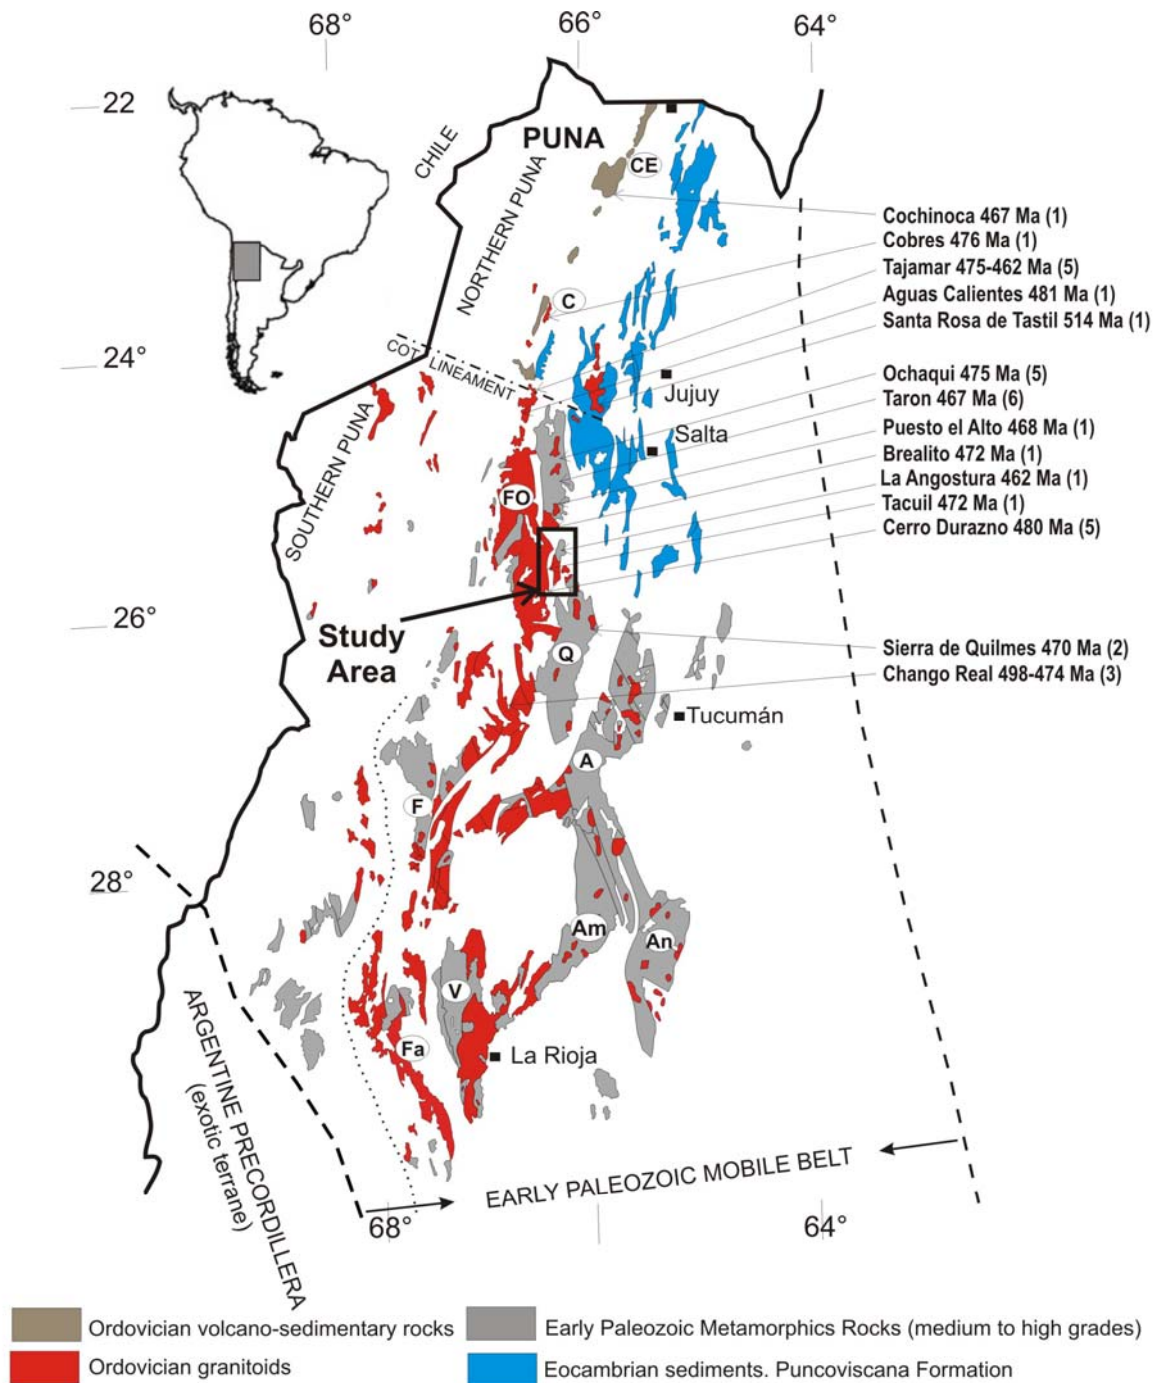 68°
66°
64°
22
CHILE
PUNA
NORTHERN PUNA
CE
Cochinoca 467 Ma (1)
Cobres 476 Ma (1)
Tajamar 475-462 Ma (5)
Aguas Calientes 481 Ma (1)
Santa Rosa de Tastil 514 Ma (1)
C
24°
COT LINEAMENT
Jujuy
Ochaqui 475 Ma (5)
Taron 467 Ma (6)
Puesto el Alto 468 Ma (1)
Brealito 472 Ma (1)
La Angostura 462 Ma (1)
Tacuil 472 Ma (1)
Cerro Durazno 480 Ma (5)
Salta
SOUTHERN PUNA
FO
26°
Study
Area
Q
Sierra de Quilmes 470 Ma (2)
Chango Real 498-474 Ma (3)
Tucumán
A
F
28°
Am
An
V
Fa
La Rioja
ARGENTINE PRECORDILLERA
(exotic terrane)
EARLY PALEOZOIC MOBILE BELT
68°
64°
Ordovician volcano-sedimentary rocks
Early Paleozoic Metamorphics Rocks (medium to high grades)
Ordovician granitoids
Eocambrian sediments. Puncoviscana Formation